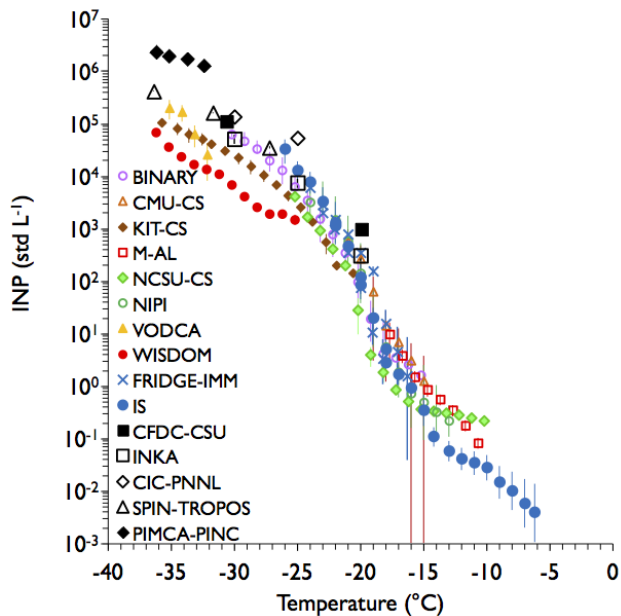 10⁷
10⁶
10⁵
10⁴
10³
10²
10¹
10⁰
10⁻¹
10⁻²
10⁻³
INP (std L⁻¹)
BINARY
CMU-CS
KIT-CS
M-AL
NCSU-CS
NIPI
VODCA
WISDOM
FRIDGE-IMM
IS
CFDC-CSU
INKA
CIC-PNNL
SPIN-TROPOS
PIMCA-PINC
-40 -35 -30 -25 -20 -15 -10 -5 0
Temperature (°C)